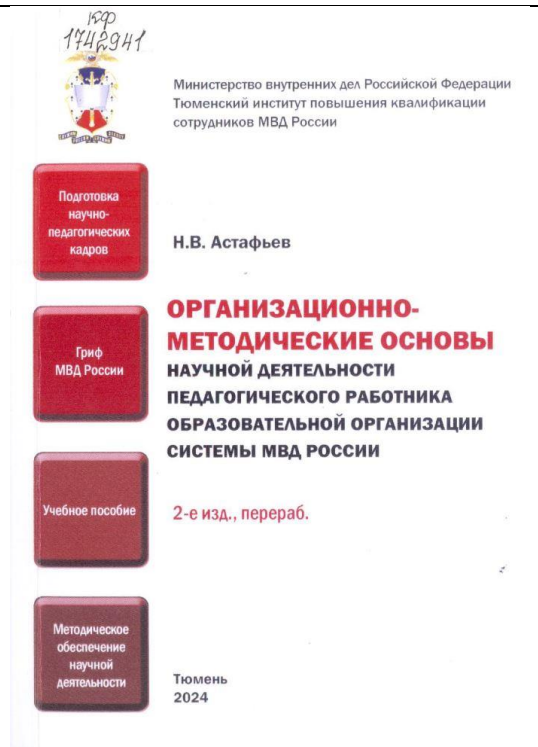 КФ
1742941
Министерство внутренних дел Российской Федерации
Тюменский институт повышения квалификации
сотрудников МВД России
Подготовка
научно-
педагогических
кадров
Н.В. Астафьев
ОРГАНИЗАЦИОННО-
МЕТОДИЧЕСКИЕ ОСНОВЫ
НАУЧНОЙ ДЕЯТЕЛЬНОСТИ
ПЕДАГОГИЧЕСКОГО РАБОТНИКА
ОБРАЗОВАТЕЛЬНОЙ ОРГАНИЗАЦИИ
СИСТЕМЫ МВД РОССИИ
Гриф
МВД России
Учебное пособие
2-е изд., перераб.
Методическое
обеспечение
научной
деятельности
Тюмень
2024